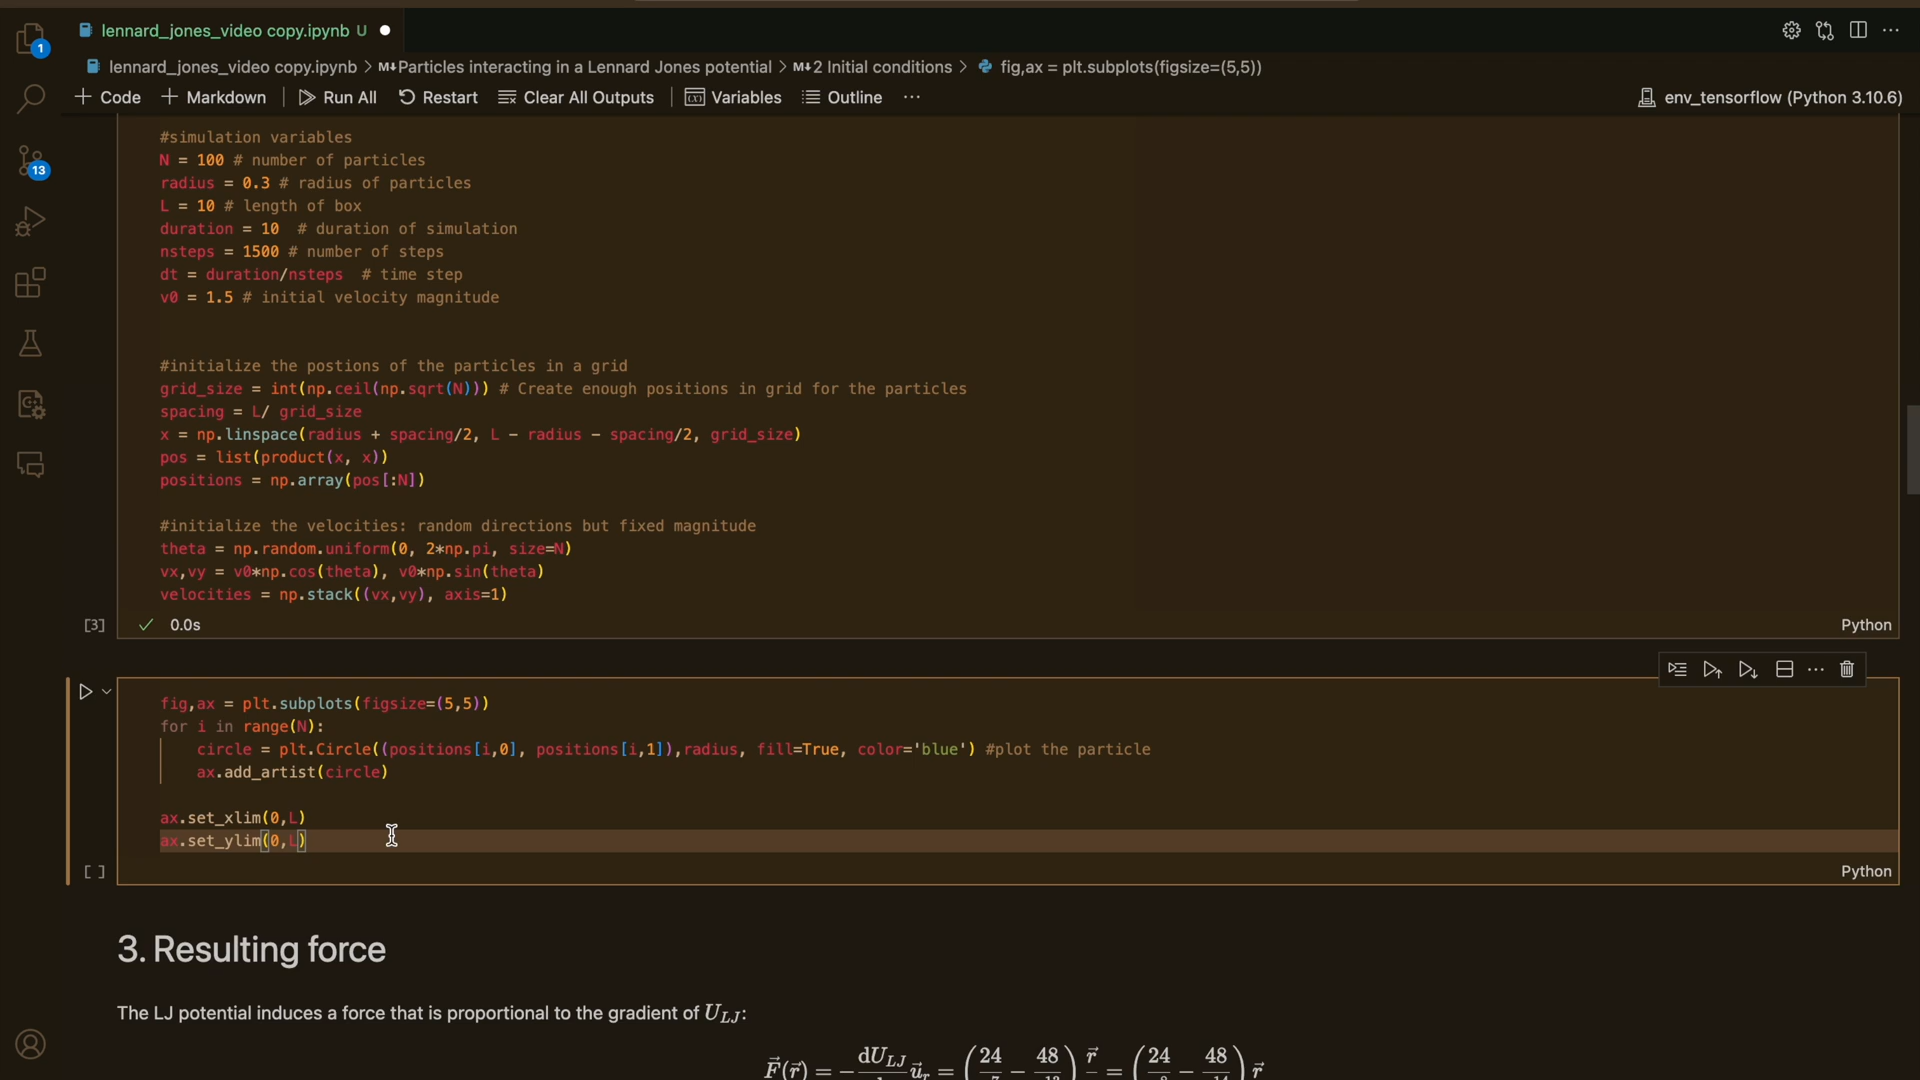 lennard_jones_video copy.ipynb U
lennard_jones_video copy.ipynb > M↓Particles interacting in a Lennard Jones potential > M↓2 Initial conditions > fig,ax = plt.subplots(figsize=(5,5))
+ Code + Markdown Run All Restart Clear All Outputs Variables Outline ··· env_tensorflow (Python 3.10.6)
1
13
#simulation variables
N = 100 # number of particles
radius = 0.3 # radius of particles
L = 10 # length of box
duration = 10  # duration of simulation
nsteps = 1500 # number of steps
dt = duration/nsteps  # time step
v0 = 1.5 # initial velocity magnitude
#initialize the postions of the particles in a grid
grid_size = int(np.ceil(np.sqrt(N))) # Create enough positions in grid for the particles
spacing = L/ grid_size
x = np.linspace(radius + spacing/2, L - radius - spacing/2, grid_size)
pos = list(product(x, x))
positions = np.array(pos[:N])
#initialize the velocities: random directions but fixed magnitude
theta = np.random.uniform(0, 2*np.pi, size=N)
vx,vy = v0*np.cos(theta), v0*np.sin(theta)
velocities = np.stack((vx,vy), axis=1)
[3] ✓ 0.0s Python
fig,ax = plt.subplots(figsize=(5,5))
for i in range(N):
    circle = plt.Circle((positions[i,0], positions[i,1]),radius, fill=True, color='blue') #plot the particle
    ax.add_artist(circle)
ax.set_xlim(0,L)
ax.set_ylim(0,L)
[ ] Python
3. Resulting force
The LJ potential induces a force that is proportional to the gradient of U_LJ: